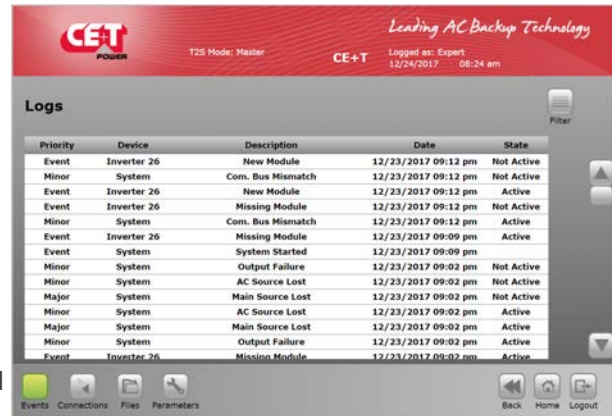 CE+T
POWER
Leading AC Backup Technology
T2S Mode: Master
CE+T
Logged as: Expert
12/24/2017 08:24 am
Logs
Filter
Priority Device Description Date State
Event Inverter 26 New Module 12/23/2017 09:12 pm Not Active
Minor System Com. Bus Mismatch 12/23/2017 09:12 pm Not Active
Event Inverter 26 New Module 12/23/2017 09:12 pm Active
Event Inverter 26 Missing Module 12/23/2017 09:12 pm Not Active
Minor System Com. Bus Mismatch 12/23/2017 09:12 pm Active
Event Inverter 26 Missing Module 12/23/2017 09:09 pm Active
Event System System Started 12/23/2017 09:09 pm
Minor System Output Failure 12/23/2017 09:02 pm Not Active
Minor System AC Source Lost 12/23/2017 09:02 pm Not Active
Major System Main Source Lost 12/23/2017 09:02 pm Not Active
Minor System AC Source Lost 12/23/2017 09:02 pm Active
Major System Main Source Lost 12/23/2017 09:02 pm Active
Minor System Output Failure 12/23/2017 09:02 pm Active
Event Inverter 26 Missing Module 12/23/2017 09:02 pm Active
Events Connections Files Parameters Back Home Logout